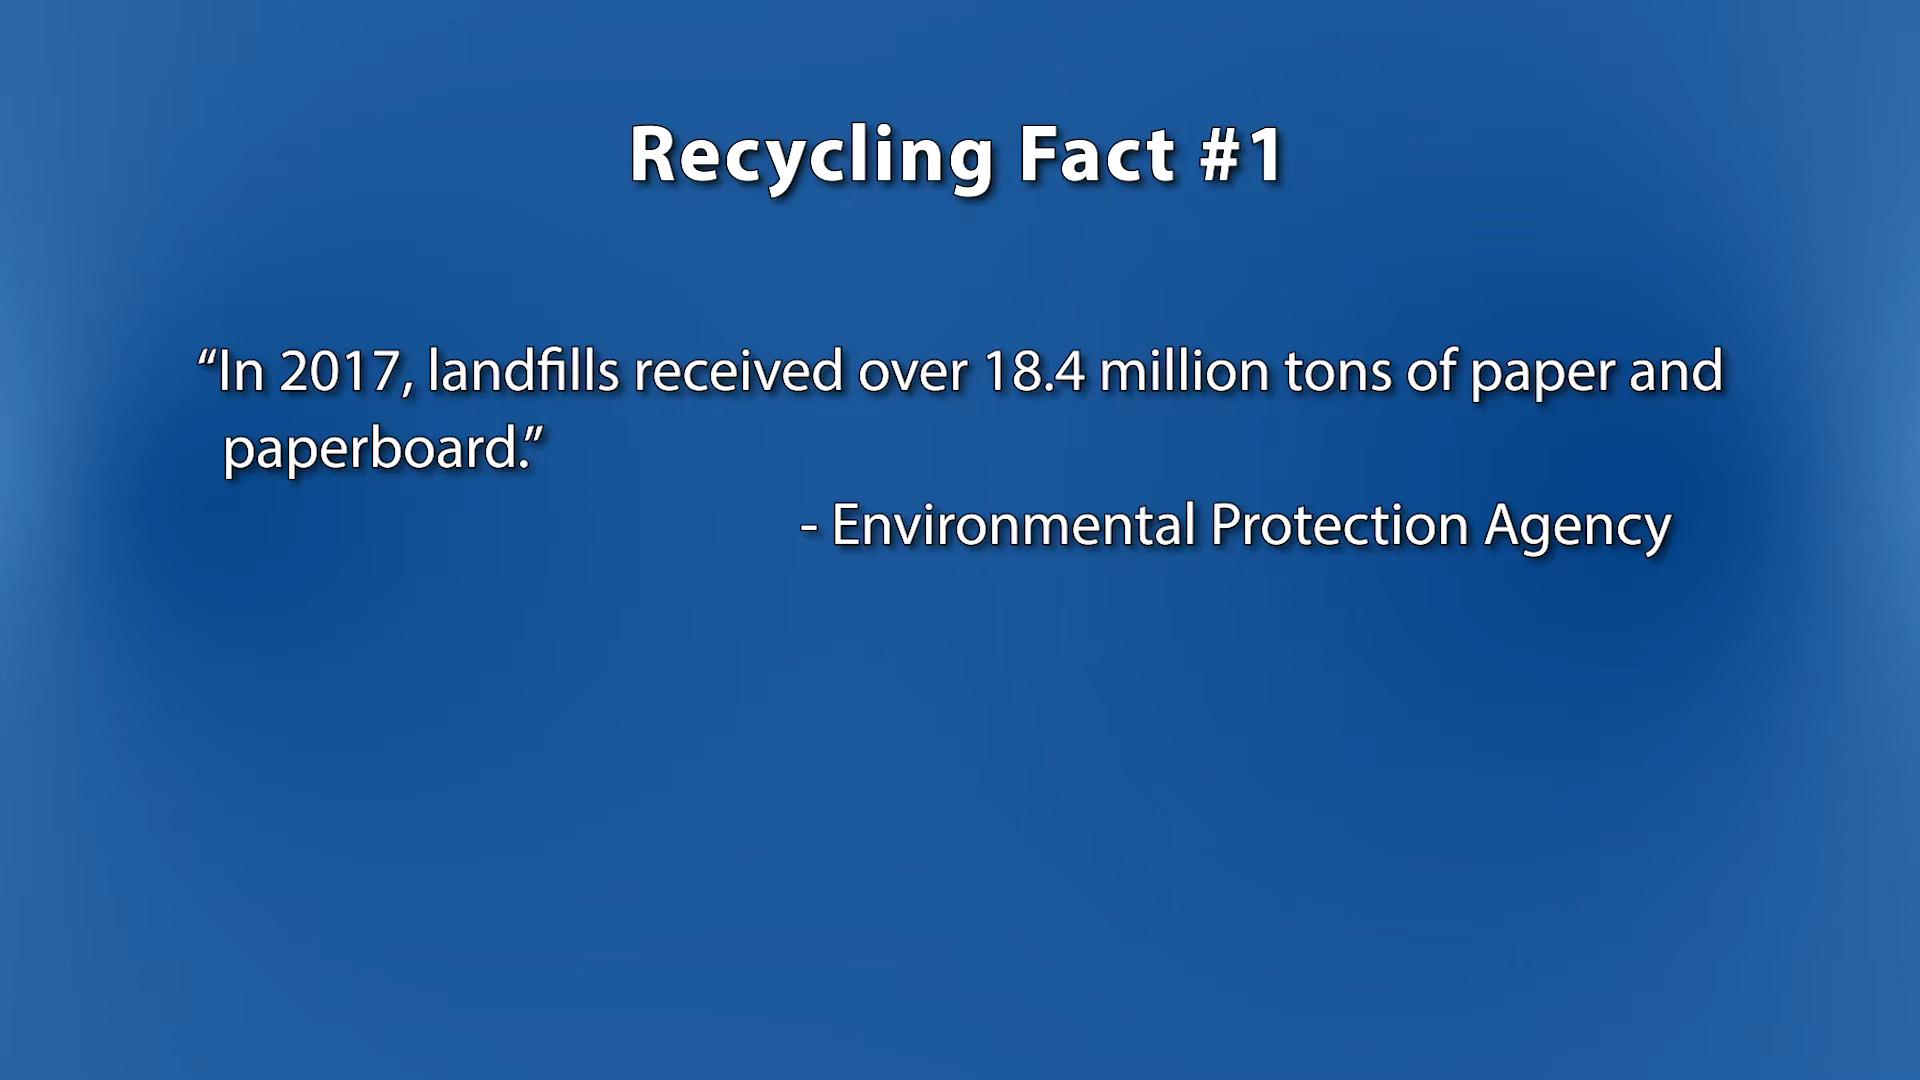 Recycling Fact #1
“In 2017, landfills received over 18.4 million tons of paper and
paperboard.”
- Environmental Protection Agency